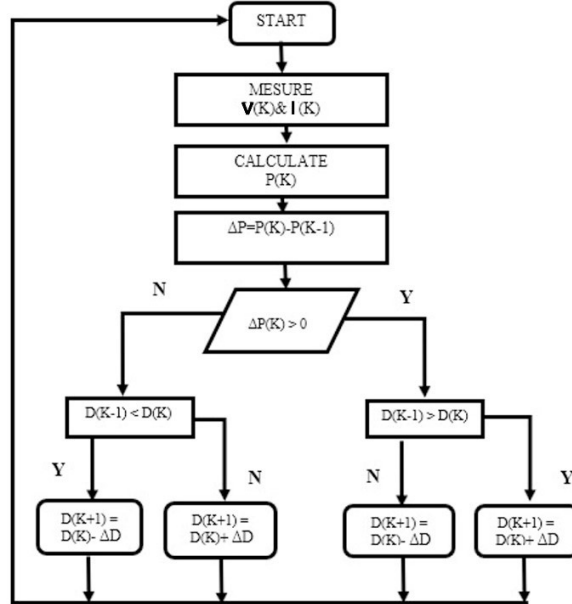 START
MESURE
V(K)& I (K)
CALCULATE
P(K)
ΔP=P(K)-P(K-1)
N
Y
ΔP(K) > 0
D(K-1) < D(K)
D(K-1) > D(K)
Y
N
N
Y
D(K+1) =
D(K)- ΔD
D(K+1) =
D(K)+ ΔD
D(K+1) =
D(K)- ΔD
D(K+1) =
D(K)+ ΔD